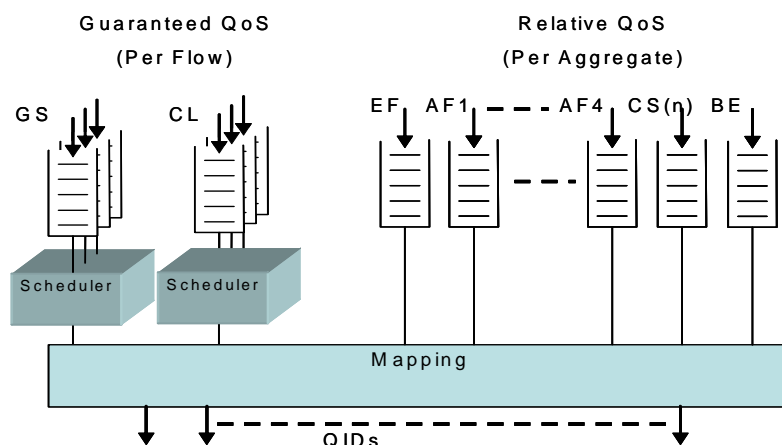 Guaranteed QoS Relative QoS
(Per Flow) (Per Aggregate)
GS CL EF AF1 AF4 CS(n) BE
Scheduler Scheduler
Mapping
QIDs